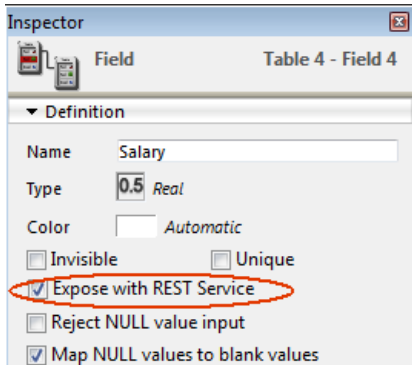 Inspector
Field Table 4 - Field 4
Definition
Name Salary
Type 0.5 Real
Color Automatic
Invisible Unique
Expose with REST Service
Reject NULL value input
Map NULL values to blank values